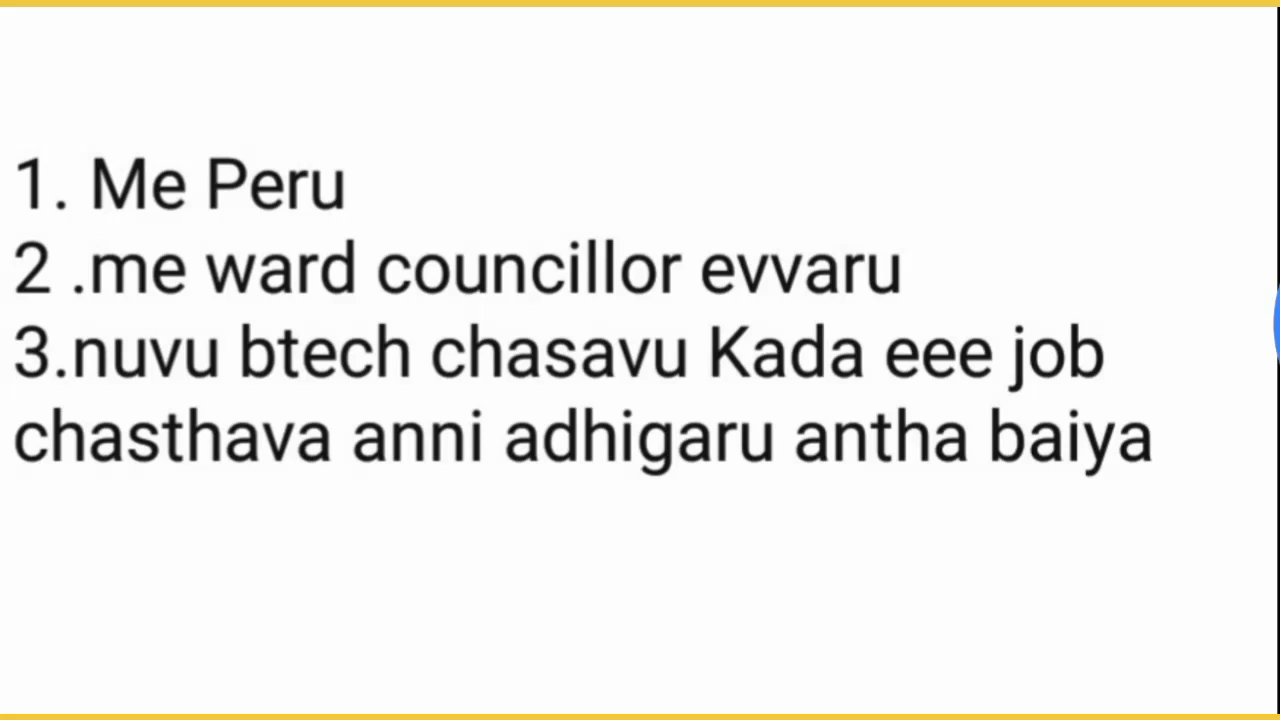 1. Me Peru
2 .me ward councillor evvaru
3.nuvu btech chasavu Kada eee job
chasthava anni adhigaru antha baiya